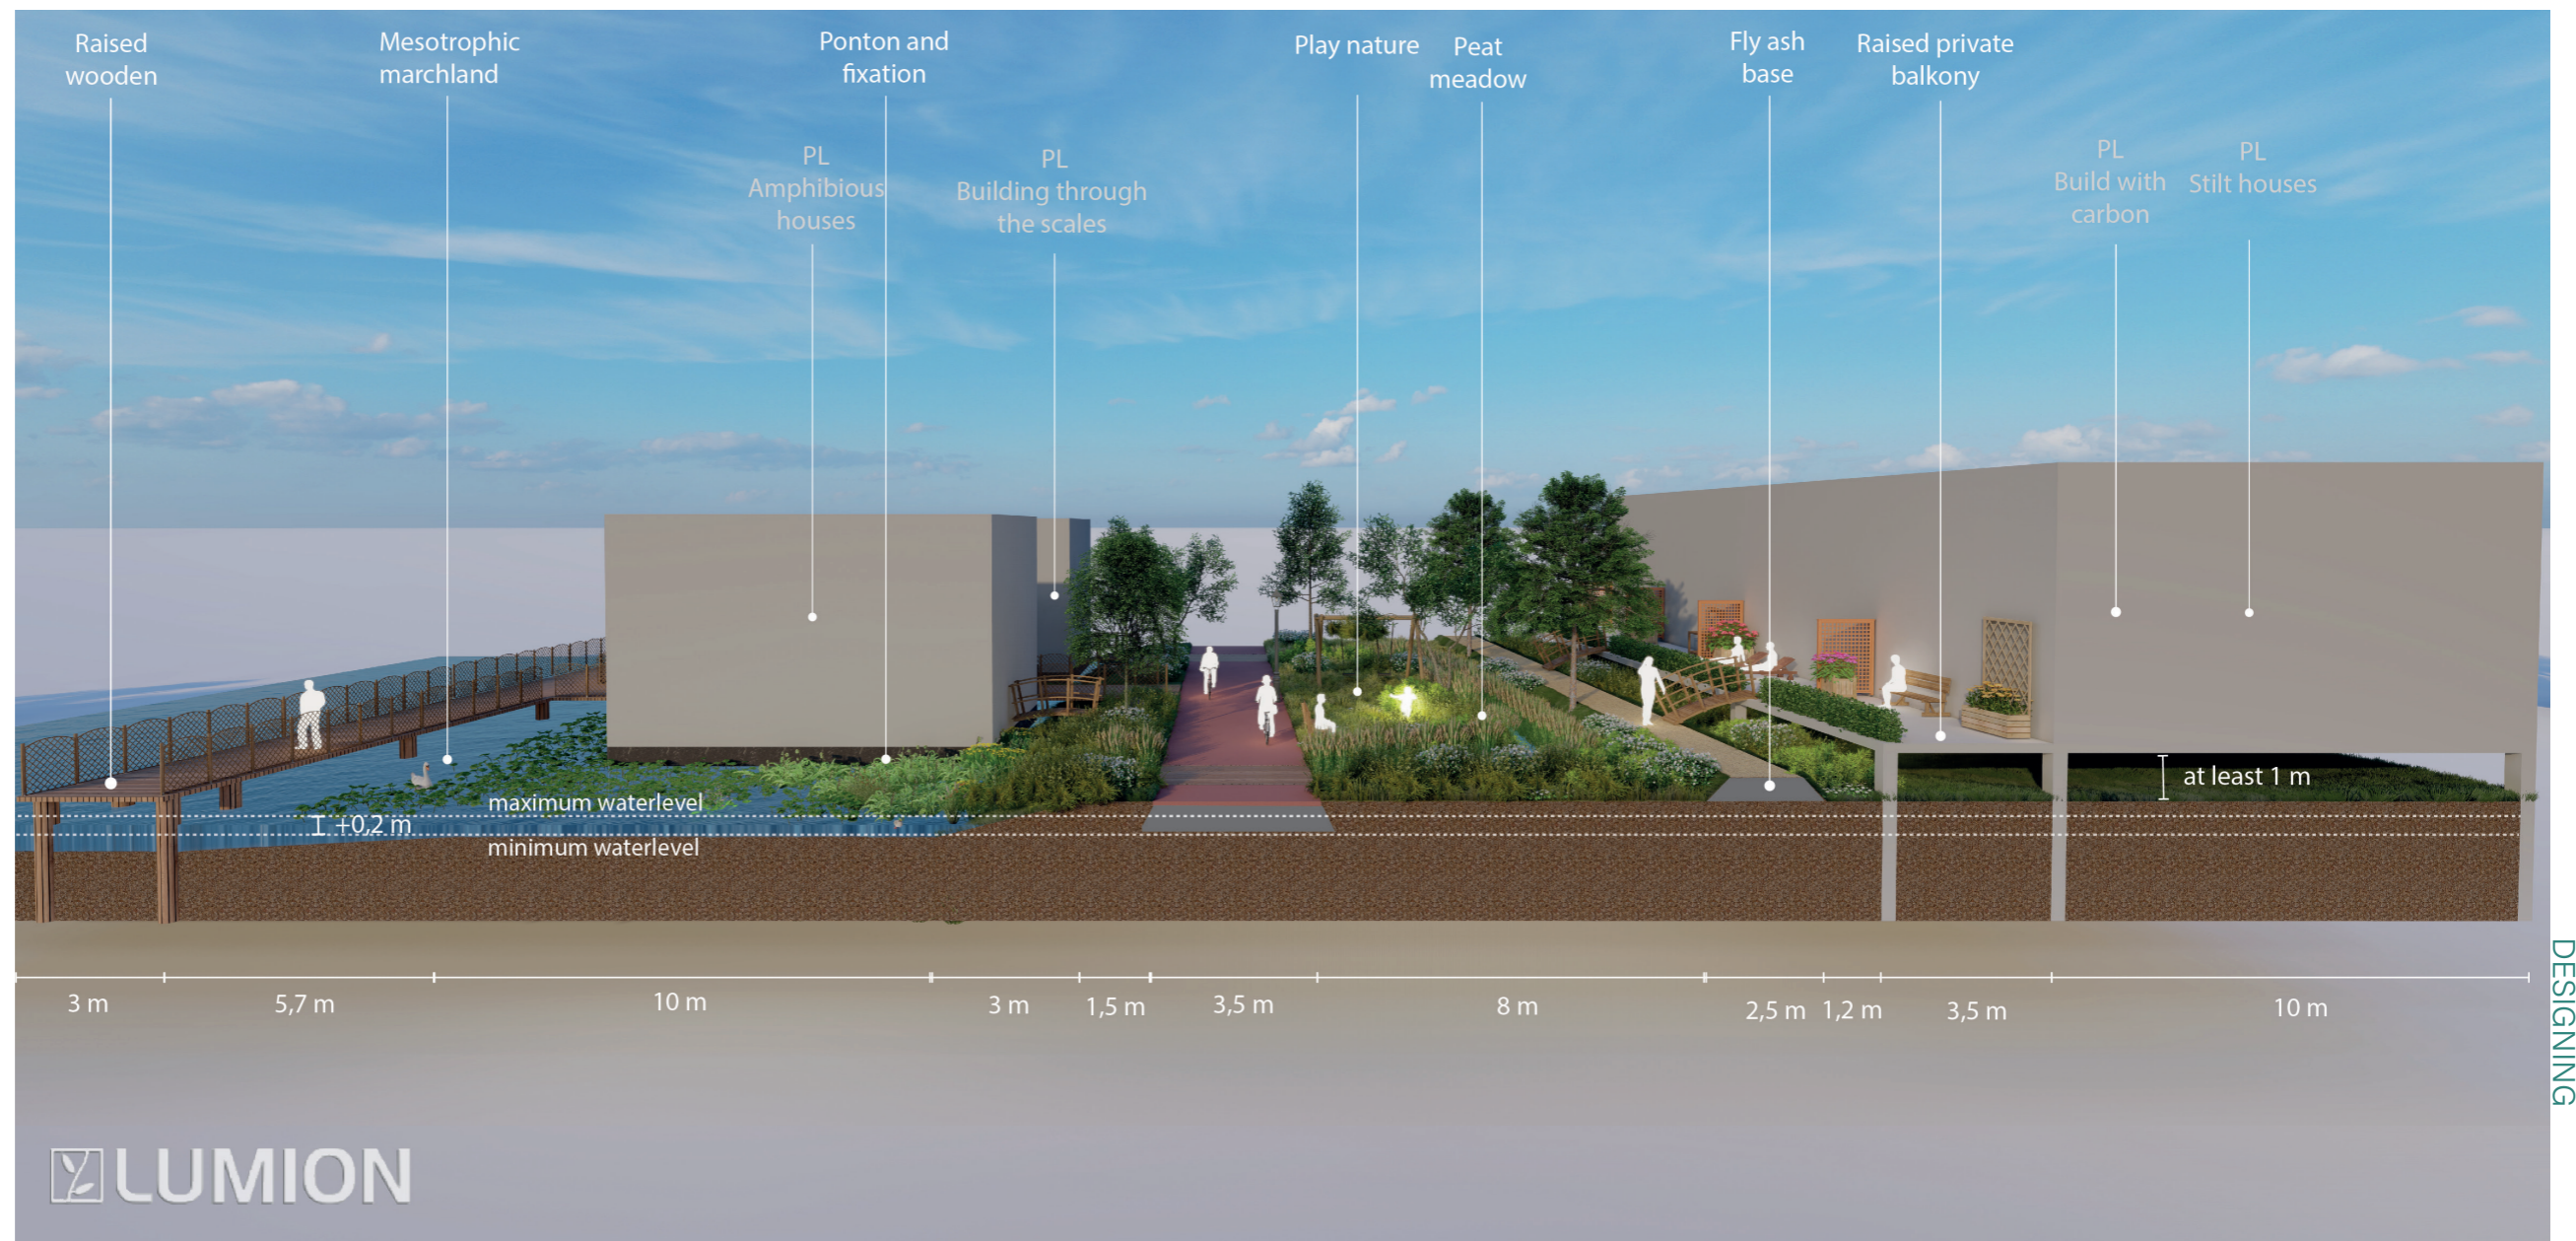 Raised
wooden
Mesotrophic
marchland
Ponton and
fixation
Play nature
Peat
meadow
Fly ash
base
Raised private
balkony
PL
Amphibious
houses
PL
Building through
the scales
PL
Build with
carbon
PL
Stilt houses
at least 1 m
maximum waterlevel
+0,2 m
minimum waterlevel
3 m
5,7 m
10 m
3 m
1,5 m
3,5 m
8 m
2,5 m
1,2 m
3,5 m
10 m
DESIGNING
LUMION